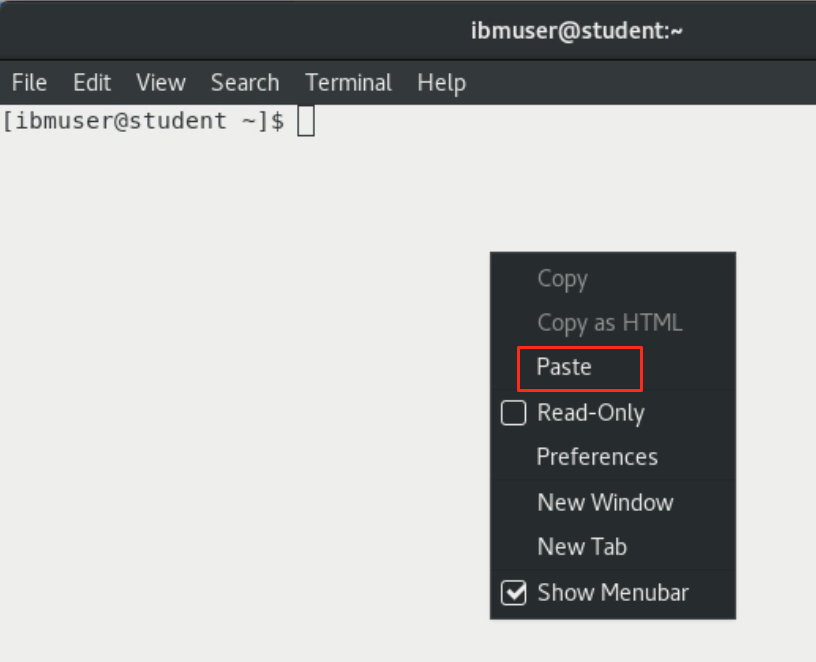 ibmuser@student:~
File Edit View Search Terminal Help
[ibmuser@student ~]$
Copy
Copy as HTML
Paste
Read-Only
Preferences
New Window
New Tab
Show Menubar